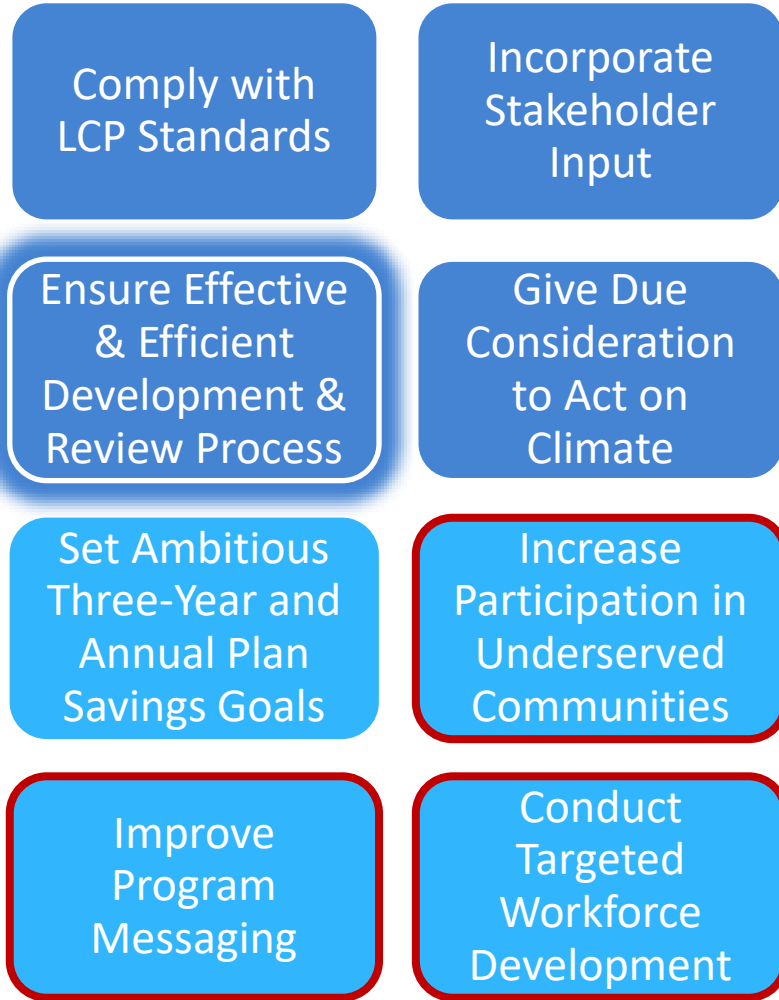 Comply with
LCP Standards
Incorporate
Stakeholder
Input
Ensure Effective
& Efficient
Development &
Review Process
Give Due
Consideration
to Act on
Climate
Set Ambitious
Three-Year and
Annual Plan
Savings Goals
Increase
Participation in
Underserved
Communities
Improve
Program
Messaging
Conduct
Targeted
Workforce
Development